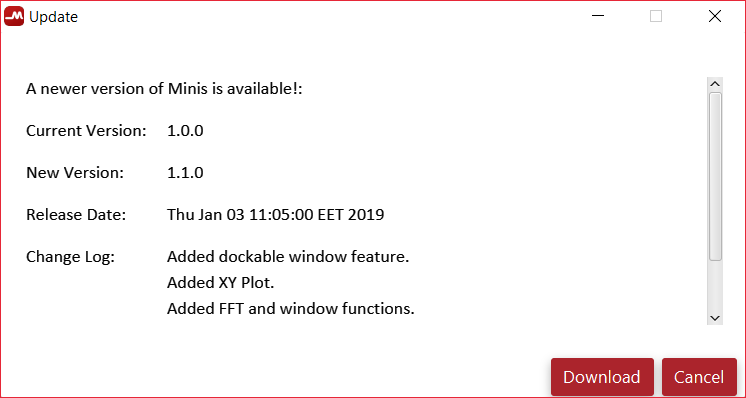 Update
A newer version of Minis is available!:
Current Version: 1.0.0
New Version: 1.1.0
Release Date: Thu Jan 03 11:05:00 EET 2019
Change Log: Added dockable window feature.
Added XY Plot.
Added FFT and window functions.
Download Cancel